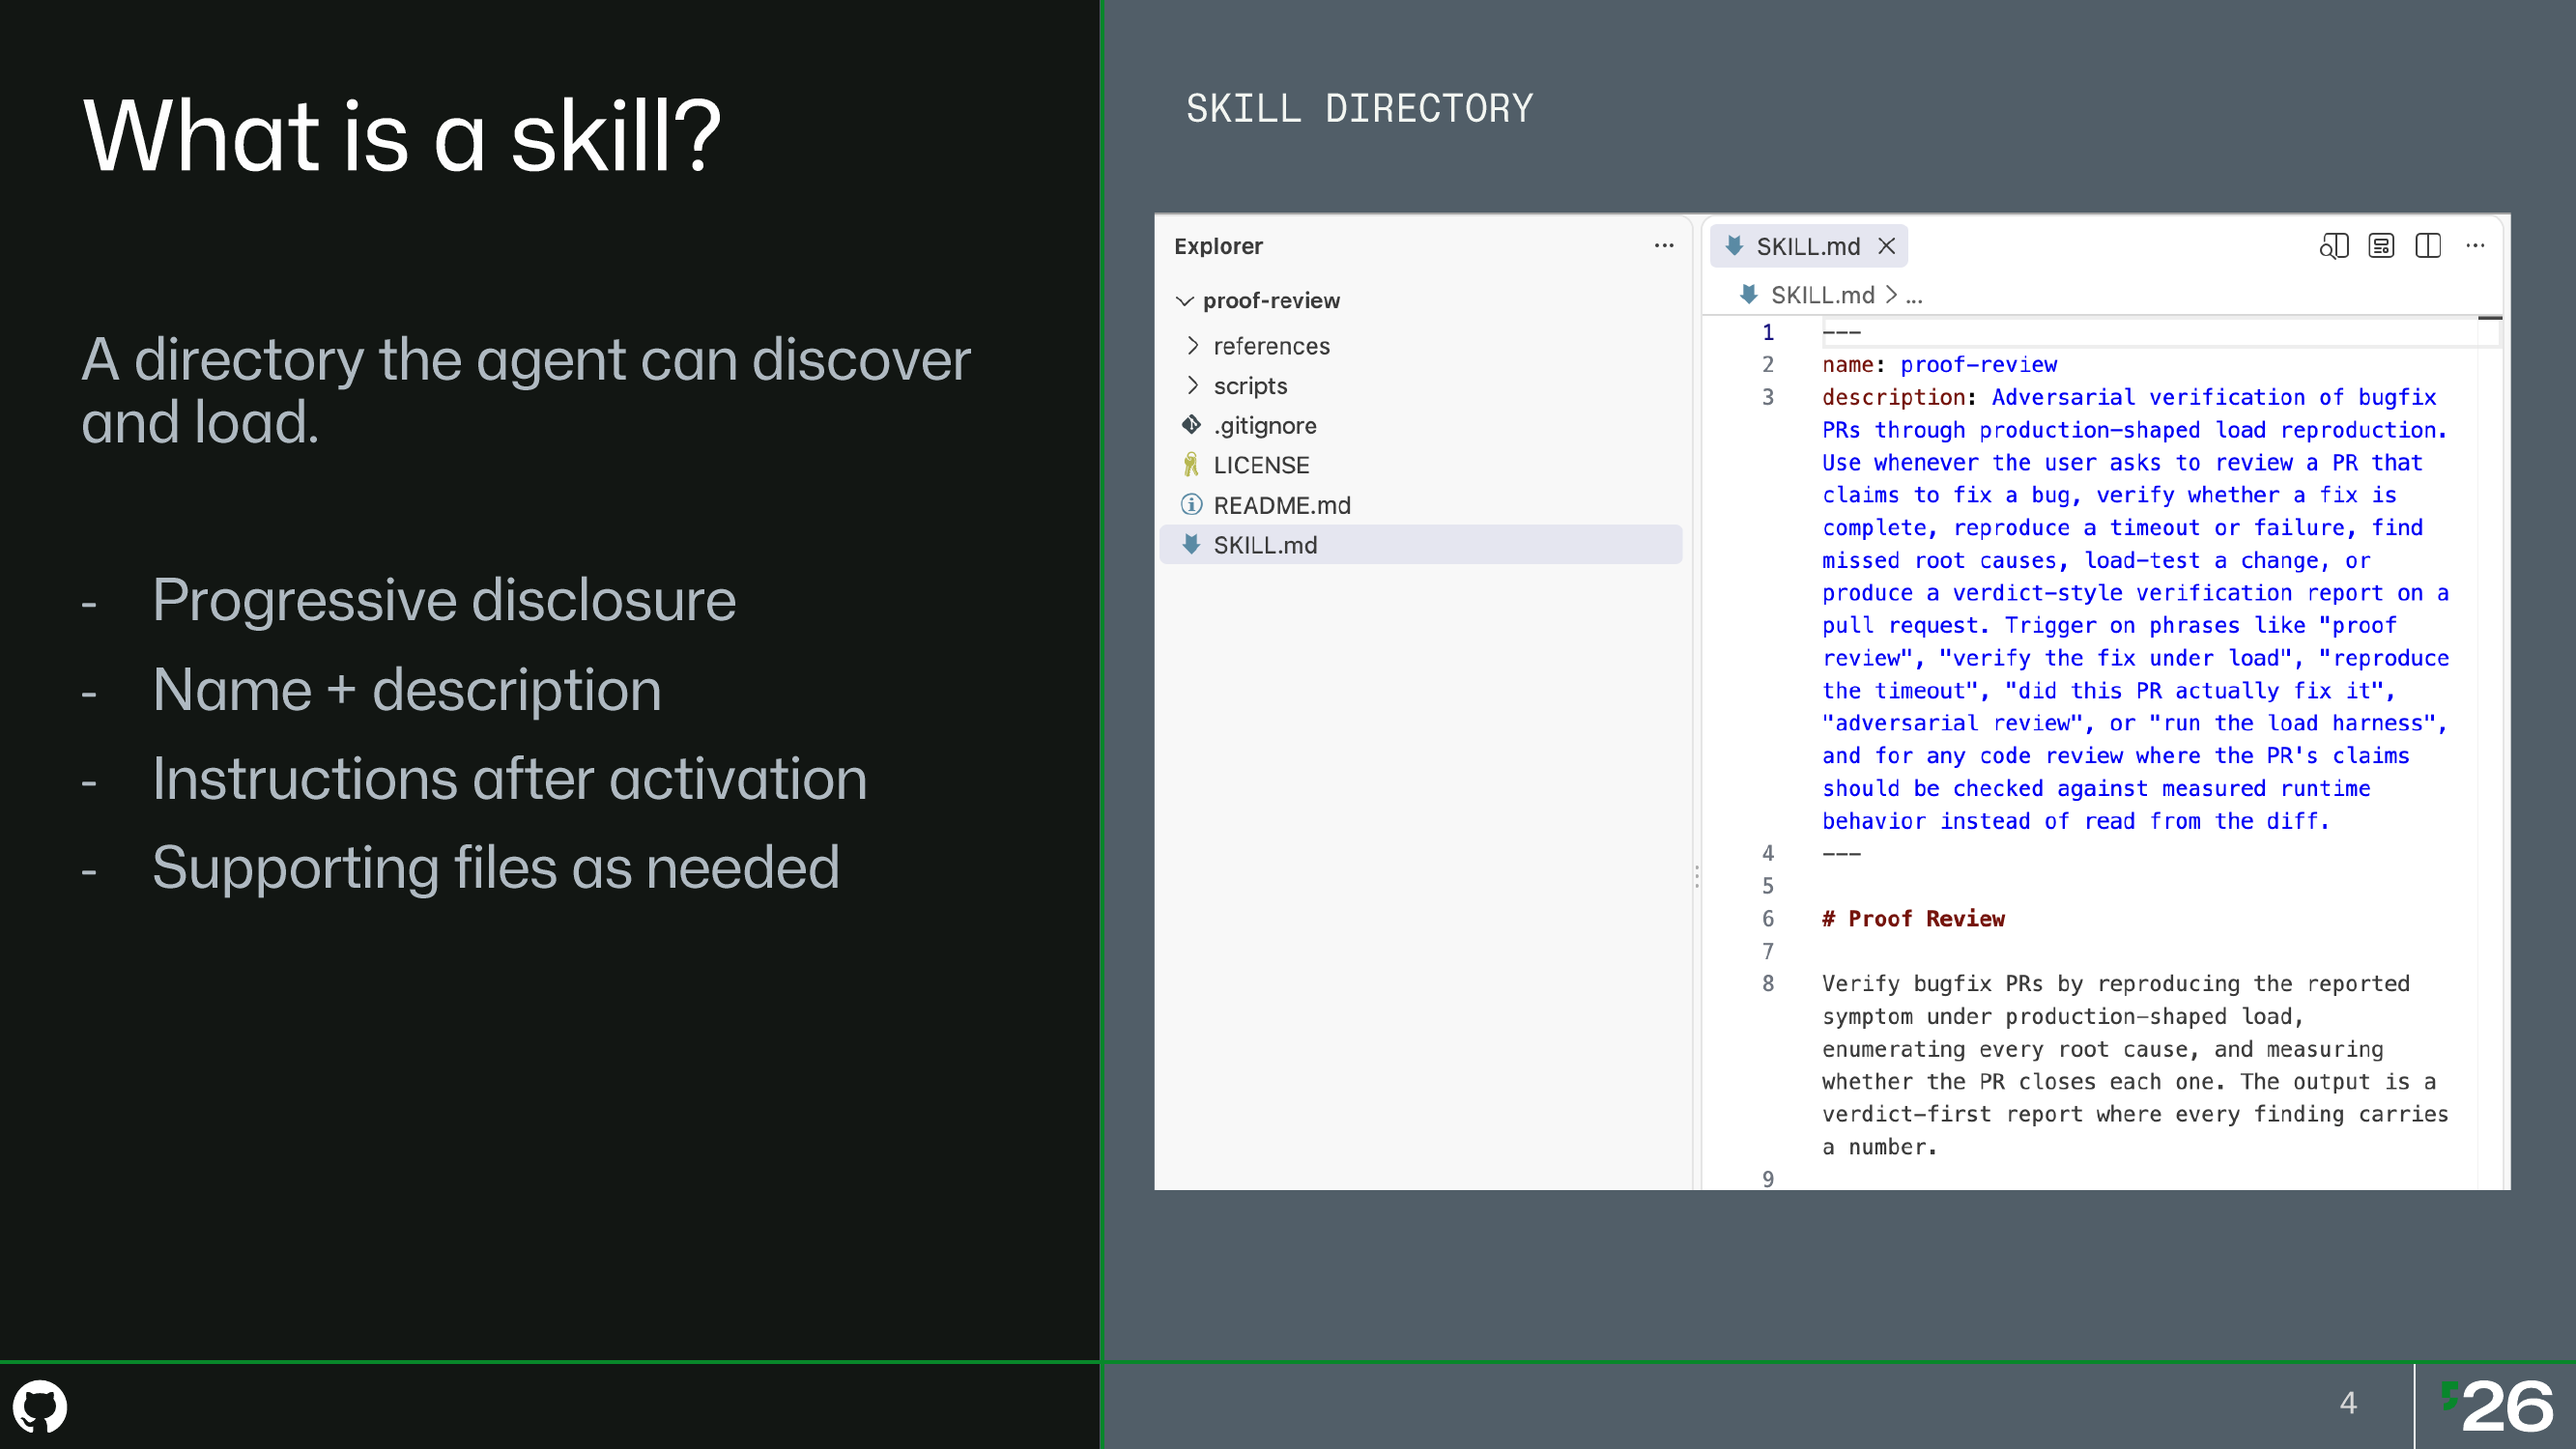 What is a skill?
A directory the agent can discover
and load.
- Progressive disclosure
- Name + description
- Instructions after activation
- Supporting files as needed
SKILL DIRECTORY
Explorer
proof-review
references
scripts
.gitignore
LICENSE
README.md
SKILL.md
SKILL.md
SKILL.md > ...
1 ---
2 name: proof-review
3 description: Adversarial verification of bugfix
PRs through production-shaped load reproduction.
Use whenever the user asks to review a PR that
claims to fix a bug, verify whether a fix is
complete, reproduce a timeout or failure, find
missed root causes, load-test a change, or
produce a verdict-style verification report on a
pull request. Trigger on phrases like "proof
review", "verify the fix under load", "reproduce
the timeout", "did this PR actually fix it",
"adversarial review", or "run the load harness",
and for any code review where the PR's claims
should be checked against measured runtime
behavior instead of read from the diff.
4 ---
5
6 # Proof Review
7
8 Verify bugfix PRs by reproducing the reported
symptom under production-shaped load,
enumerating every root cause, and measuring
whether the PR closes each one. The output is a
verdict-first report where every finding carries
a number.
9
4
'26